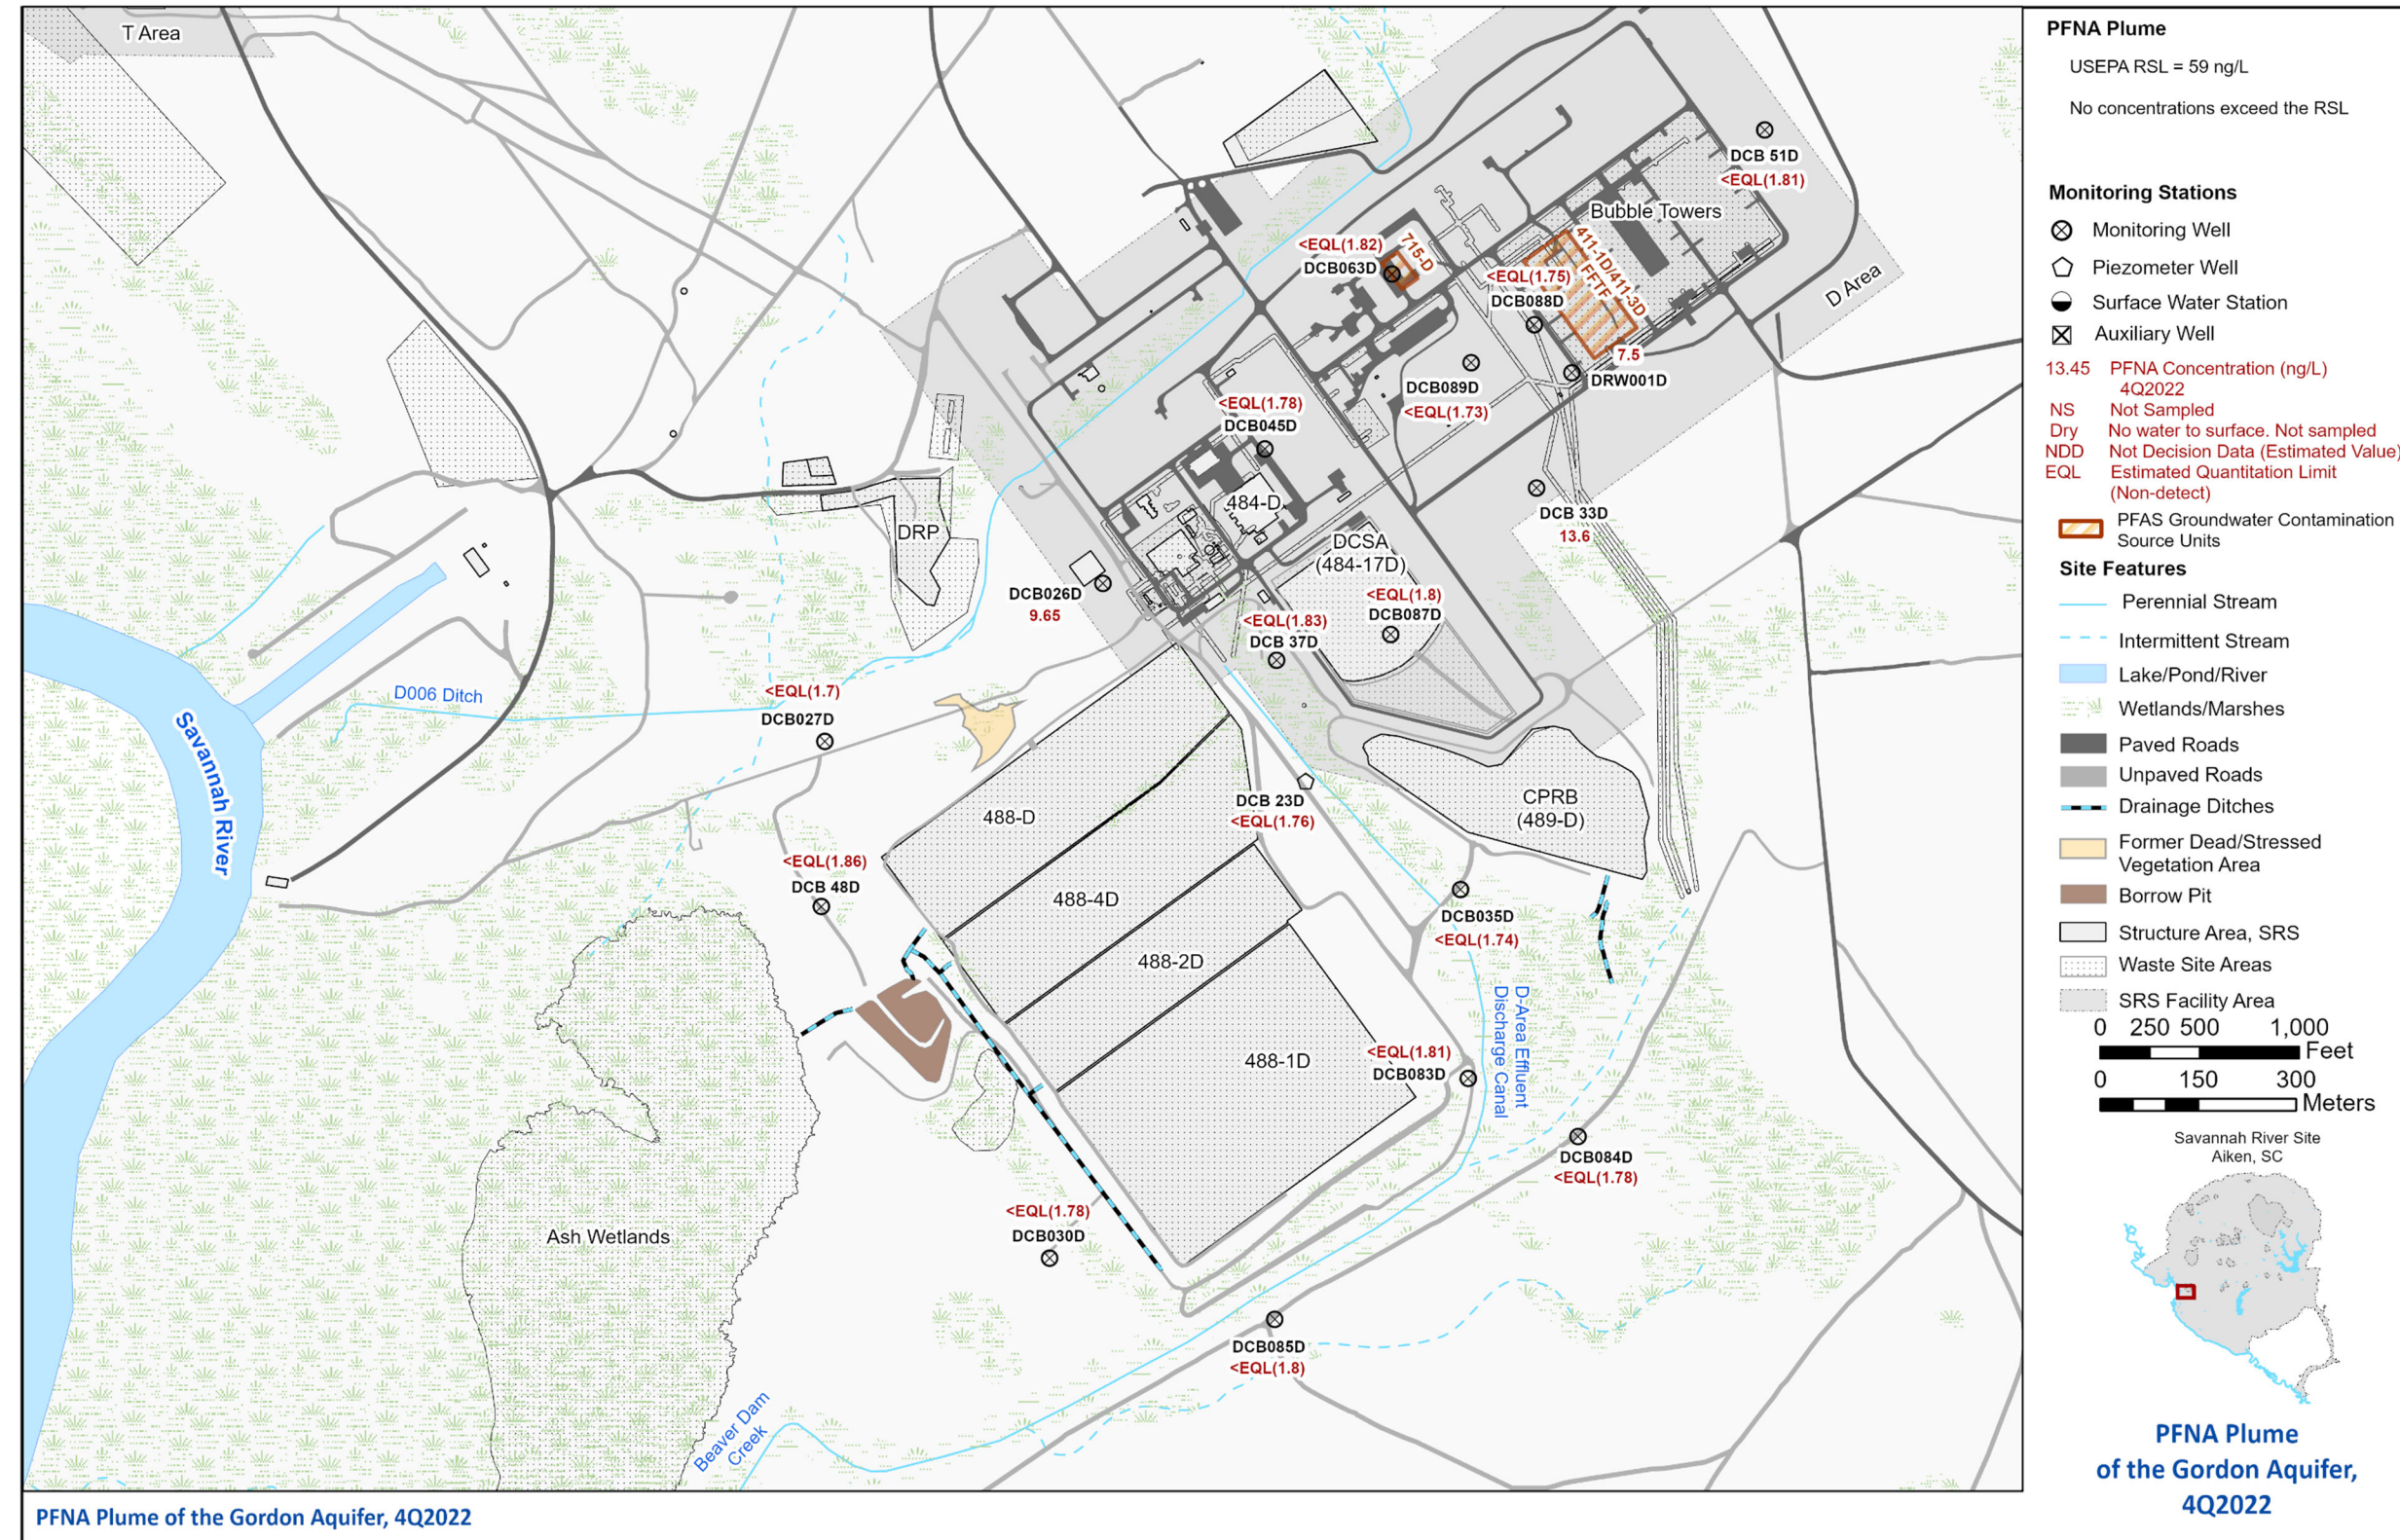 T Area
DCB 51D
<EQL(1.81)
Bubble Towers
<EQL(1.82)
DCB063D
715-D
411-1D/411-3D
FFTF
<EQL(1.75)
DCB088D
D Area
7.5
DRW001D
DCB089D
<EQL(1.73)
<EQL(1.78)
DCB045D
484-D
DCB 33D
13.6
DRP
DCSA
(484-17D)
DCB026D
9.65
<EQL(1.8)
DCB087D
<EQL(1.83)
DCB 37D
D006 Ditch
<EQL(1.7)
DCB027D
Savannah River
488-D
DCB 23D
<EQL(1.76)
CPRB
(489-D)
<EQL(1.86)
DCB 48D
488-4D
DCB035D
<EQL(1.74)
488-2D
D-Area Effluent
Discharge Canal
488-1D
<EQL(1.81)
DCB083D
DCB084D
<EQL(1.78)
Ash Wetlands
<EQL(1.78)
DCB030D
DCB085D
<EQL(1.8)
Beaver Dam
Creek
PFNA Plume of the Gordon Aquifer, 4Q2022
PFNA Plume
USEPA RSL = 59 ng/L
No concentrations exceed the RSL
Monitoring Stations
Monitoring Well
Piezometer Well
Surface Water Station
Auxiliary Well
13.45 PFNA Concentration (ng/L)
4Q2022
NS Not Sampled
Dry No water to surface. Not sampled
NDD Not Decision Data (Estimated Value)
EQL Estimated Quantitation Limit
(Non-detect)
PFAS Groundwater Contamination
Source Units
Site Features
Perennial Stream
Intermittent Stream
Lake/Pond/River
Wetlands/Marshes
Paved Roads
Unpaved Roads
Drainage Ditches
Former Dead/Stressed
Vegetation Area
Borrow Pit
Structure Area, SRS
Waste Site Areas
SRS Facility Area
0 250 500 1,000
Feet
0 150 300
Meters
Savannah River Site
Aiken, SC
PFNA Plume
of the Gordon Aquifer,
4Q2022